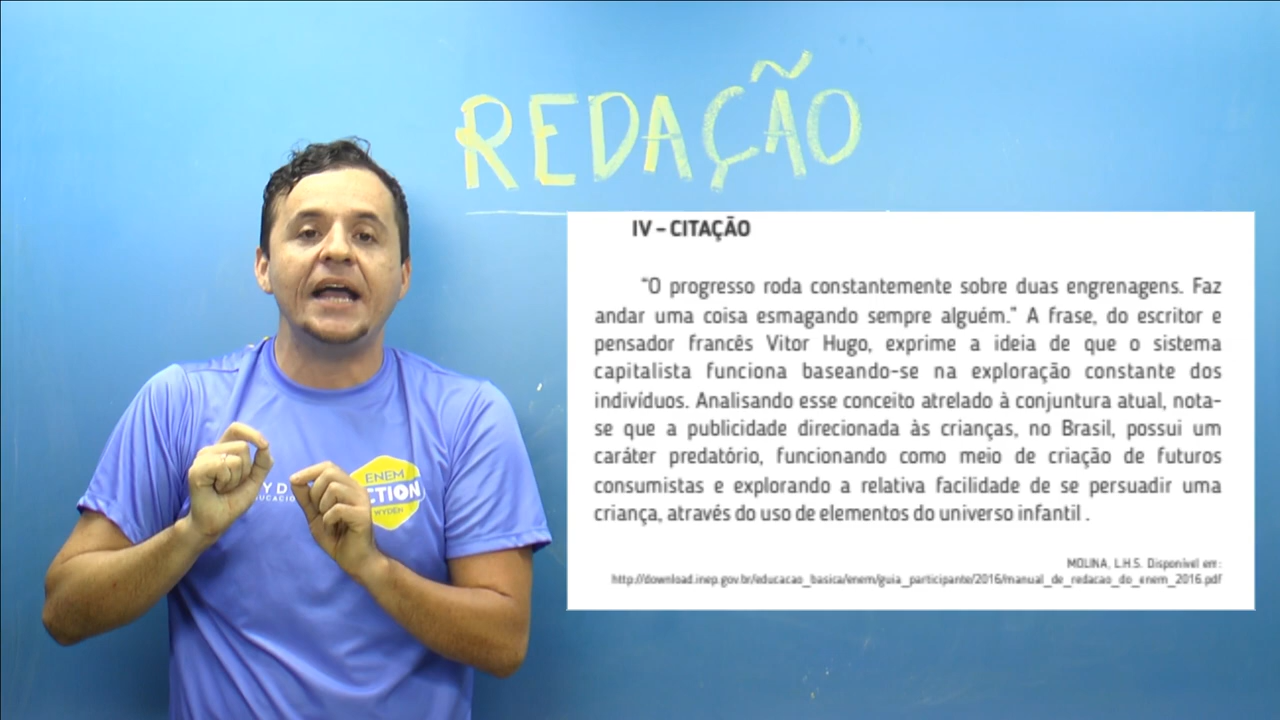 REDAÇÃO
IV – CITAÇÃO
“O progresso roda constantemente sobre duas engrenagens. Faz
andar uma coisa esmagando sempre alguém.” A frase, do escritor e
pensador francês Vitor Hugo, exprime a ideia de que o sistema
capitalista funciona baseando-se na exploração constante dos
indivíduos. Analisando esse conceito atrelado à conjuntura atual, nota-
se que a publicidade direcionada às crianças, no Brasil, possui um
caráter predatório, funcionando como meio de criação de futuros
consumistas e explorando a relativa facilidade de se persuadir uma
criança, através do uso de elementos do universo infantil .
MOLINA, L.H.S. Disponível em:
http://download.inep.gov.br/educacao_basica/enem/guia_participante/2016/manual_de_redacao_do_enem_2016.pdf
ENEM
CTION
WYDEN